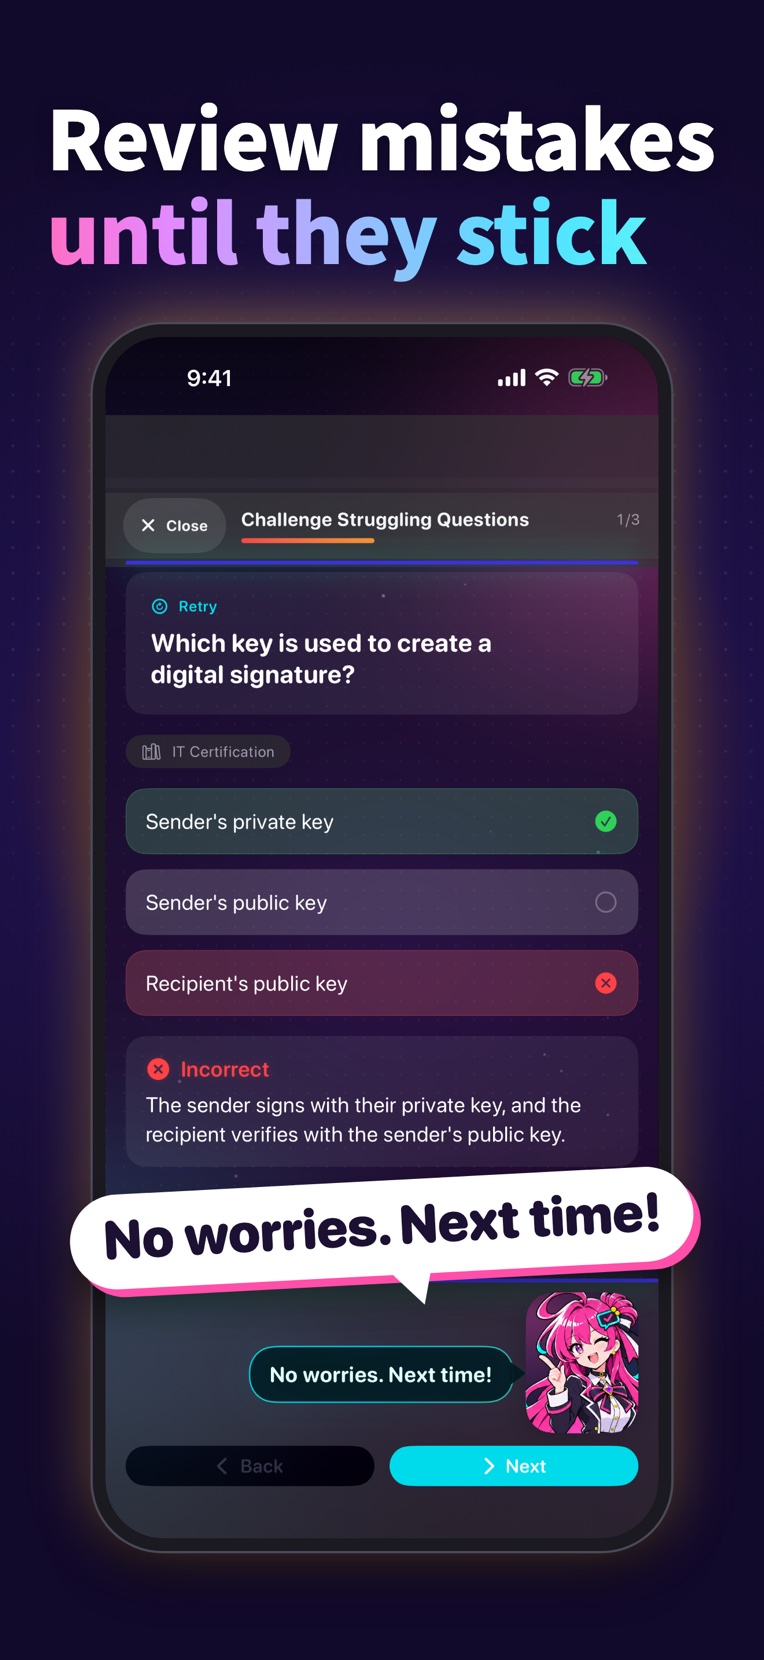 Review mistakes
until they stick
9:41
Close
Challenge Struggling Questions
1/3
Retry
Which key is used to create a
digital signature?
IT Certification
Sender's private key
Sender's public key
Recipient's public key
Incorrect
The sender signs with their private key, and the
recipient verifies with the sender's public key.
No worries. Next time!
No worries. Next time!
Back
Next